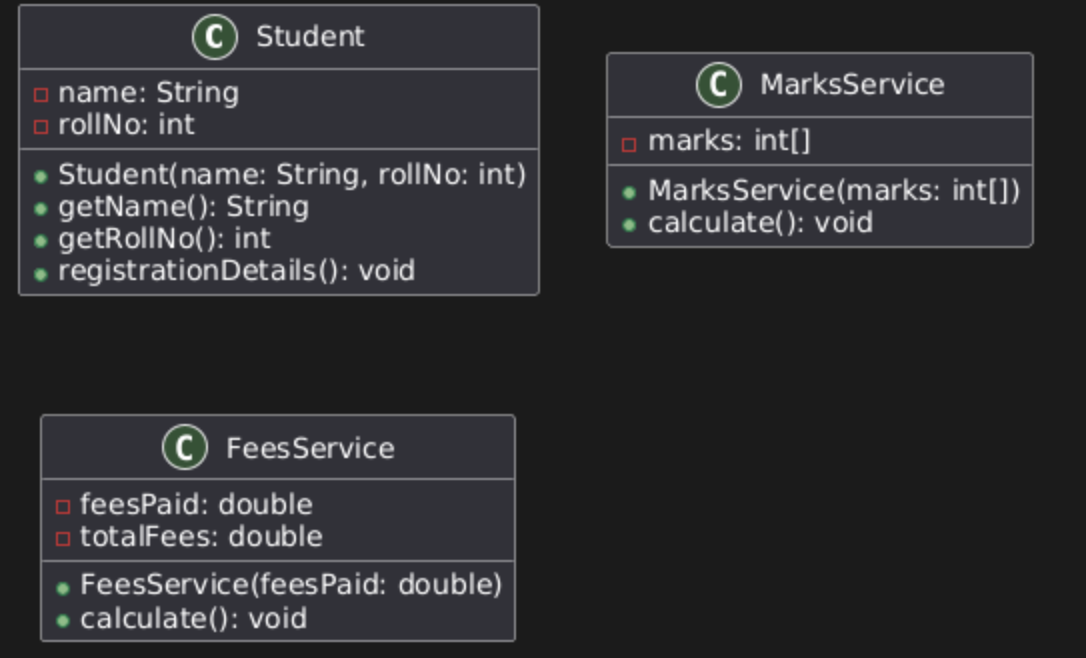 C Student
name: String
rollNo: int
Student(name: String, rollNo: int)
getName(): String
getRollNo(): int
registrationDetails(): void
C MarksService
marks: int[]
MarksService(marks: int[])
calculate(): void
C FeesService
feesPaid: double
totalFees: double
FeesService(feesPaid: double)
calculate(): void